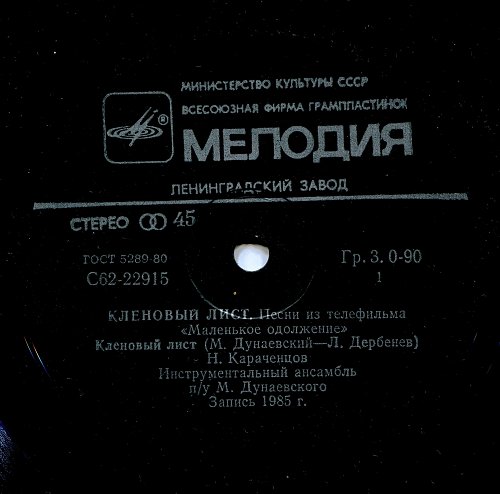 МИНИСТЕРСТВО КУЛЬТУРЫ СССР
ВСЕСОЮЗНАЯ ФИРМА ГРАМПЛАСТИНОК
®
МЕЛОДИЯ
ЛЕНИНГРАДСКИЙ ЗАВОД
СТЕРЕО 45
ГОСТ 5289-80
Гр. 3. 0-90
С62-22915
1
КЛЕНОВЫЙ ЛИСТ. Песни из телефильма
«Маленькое одолжение»
Кленовый лист (М. Дунаевский—Л. Дербенев)
Н. Караченцов
Инструментальный ансамбль
п/у М. Дунаевского
Запись 1985 г.